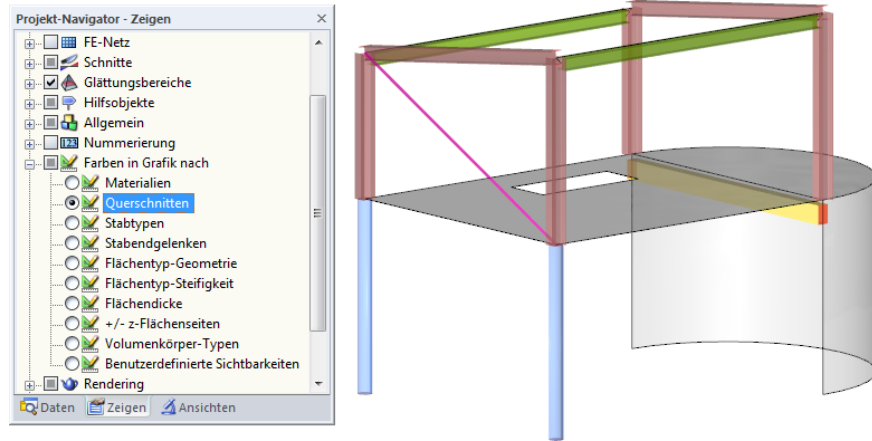 Projekt-Navigator - Zeigen
FE-Netz
Schnitte
Glättungsbereiche
Hilfsobjekte
Allgemein
123 Nummerierung
Farben in Grafik nach
Materialien
Querschnitten
Stabtypen
Stabendgelenken
Flächentyp-Geometrie
Flächentyp-Steifigkeit
Flächendicke
+/- z-Flächenseiten
Volumenkörper-Typen
Benutzerdefinierte Sichtbarkeiten
Rendering
Daten Zeigen Ansichten